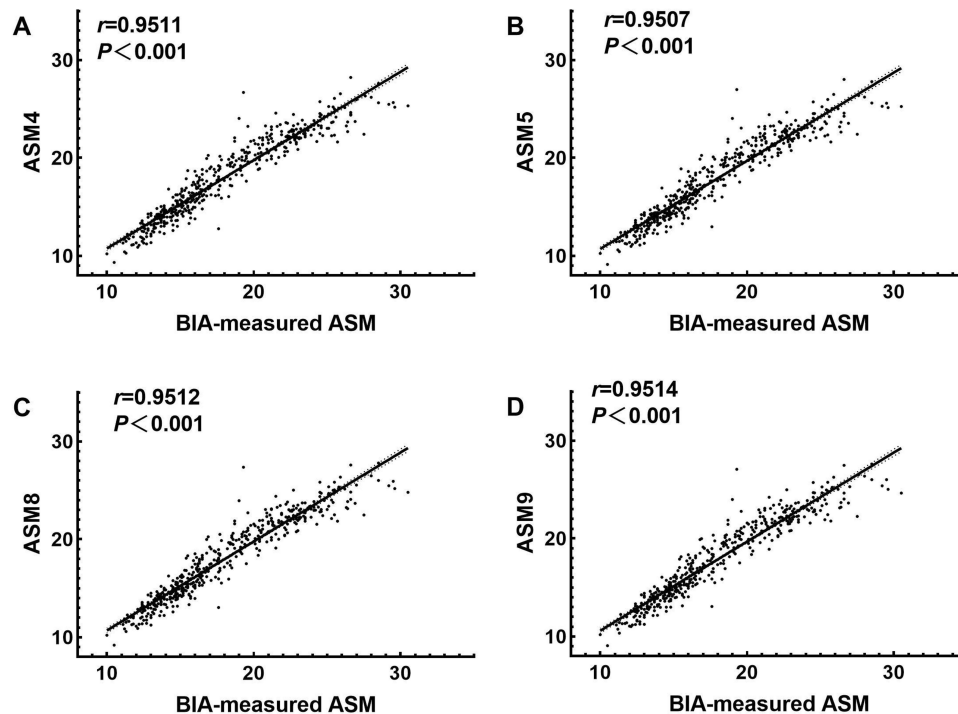 A
r=0.9511
P＜0.001
ASM4
30
20
10
10 20 30
BIA-measured ASM
B
r=0.9507
P＜0.001
ASM5
30
20
10
10 20 30
BIA-measured ASM
C
r=0.9512
P＜0.001
ASM8
30
20
10
10 20 30
BIA-measured ASM
D
r=0.9514
P＜0.001
ASM9
30
20
10
10 20 30
BIA-measured ASM